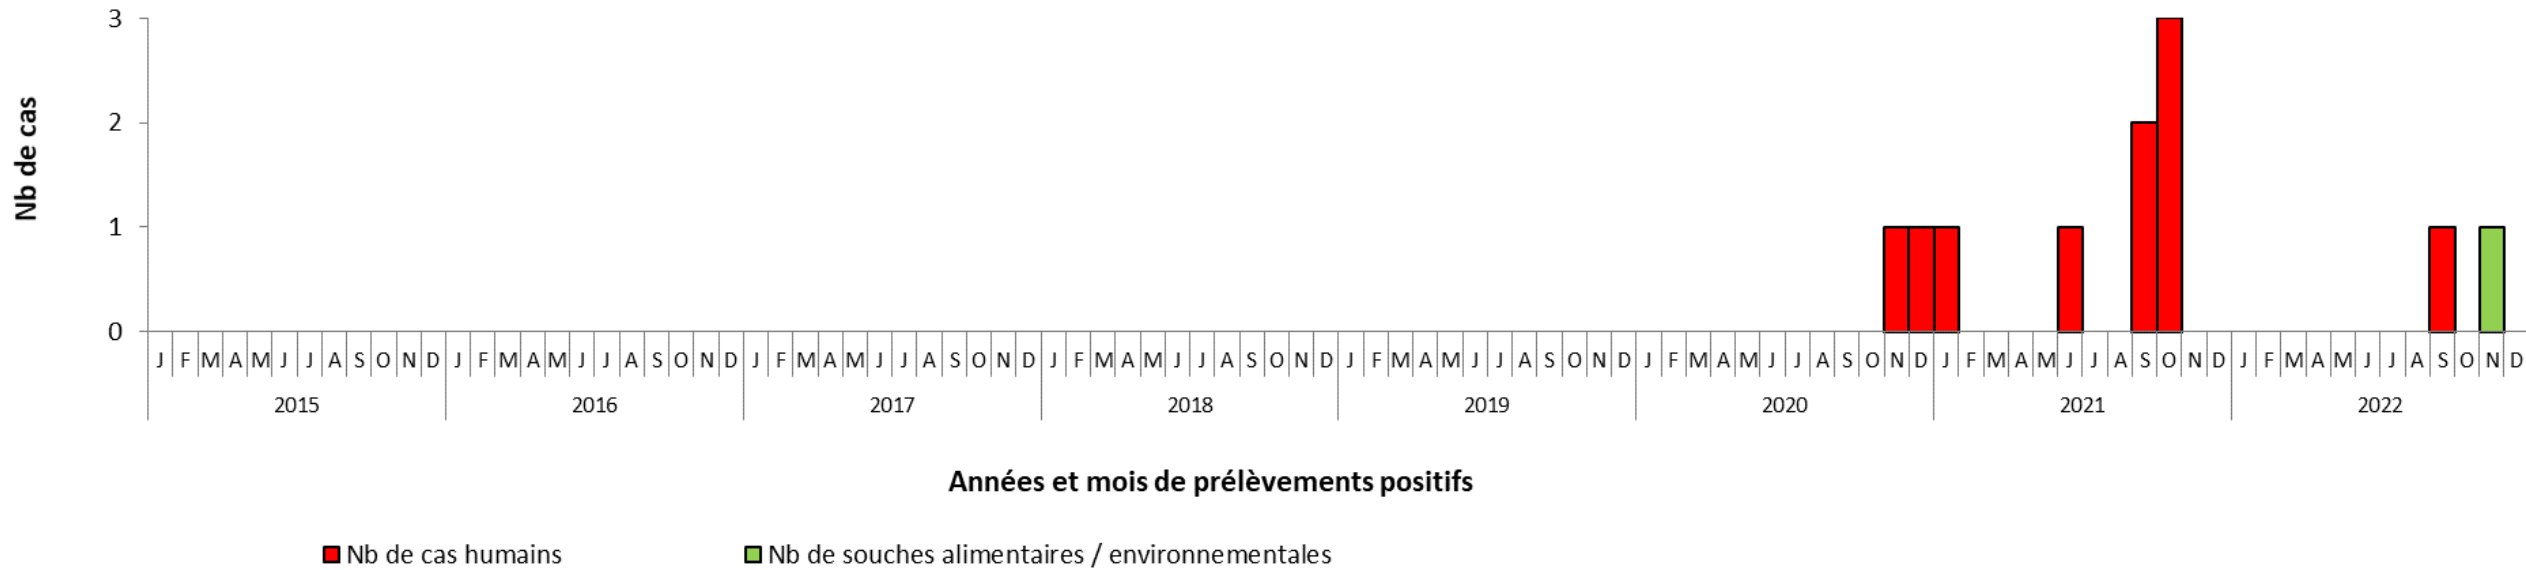 3
2
1
0
Nb de cas
J F M A M J J A S O N D J F M A M J J A S O N D J F M A M J J A S O N D J F M A M J J A S O N D J F M A M J J A S O N D J F M A M J J A S O N D J F M A M J J A S O N D J F M A M J J A S O N D
2015 2016 2017 2018 2019 2020 2021 2022
Années et mois de prélèvements positifs
Nb de cas humains Nb de souches alimentaires / environnementales